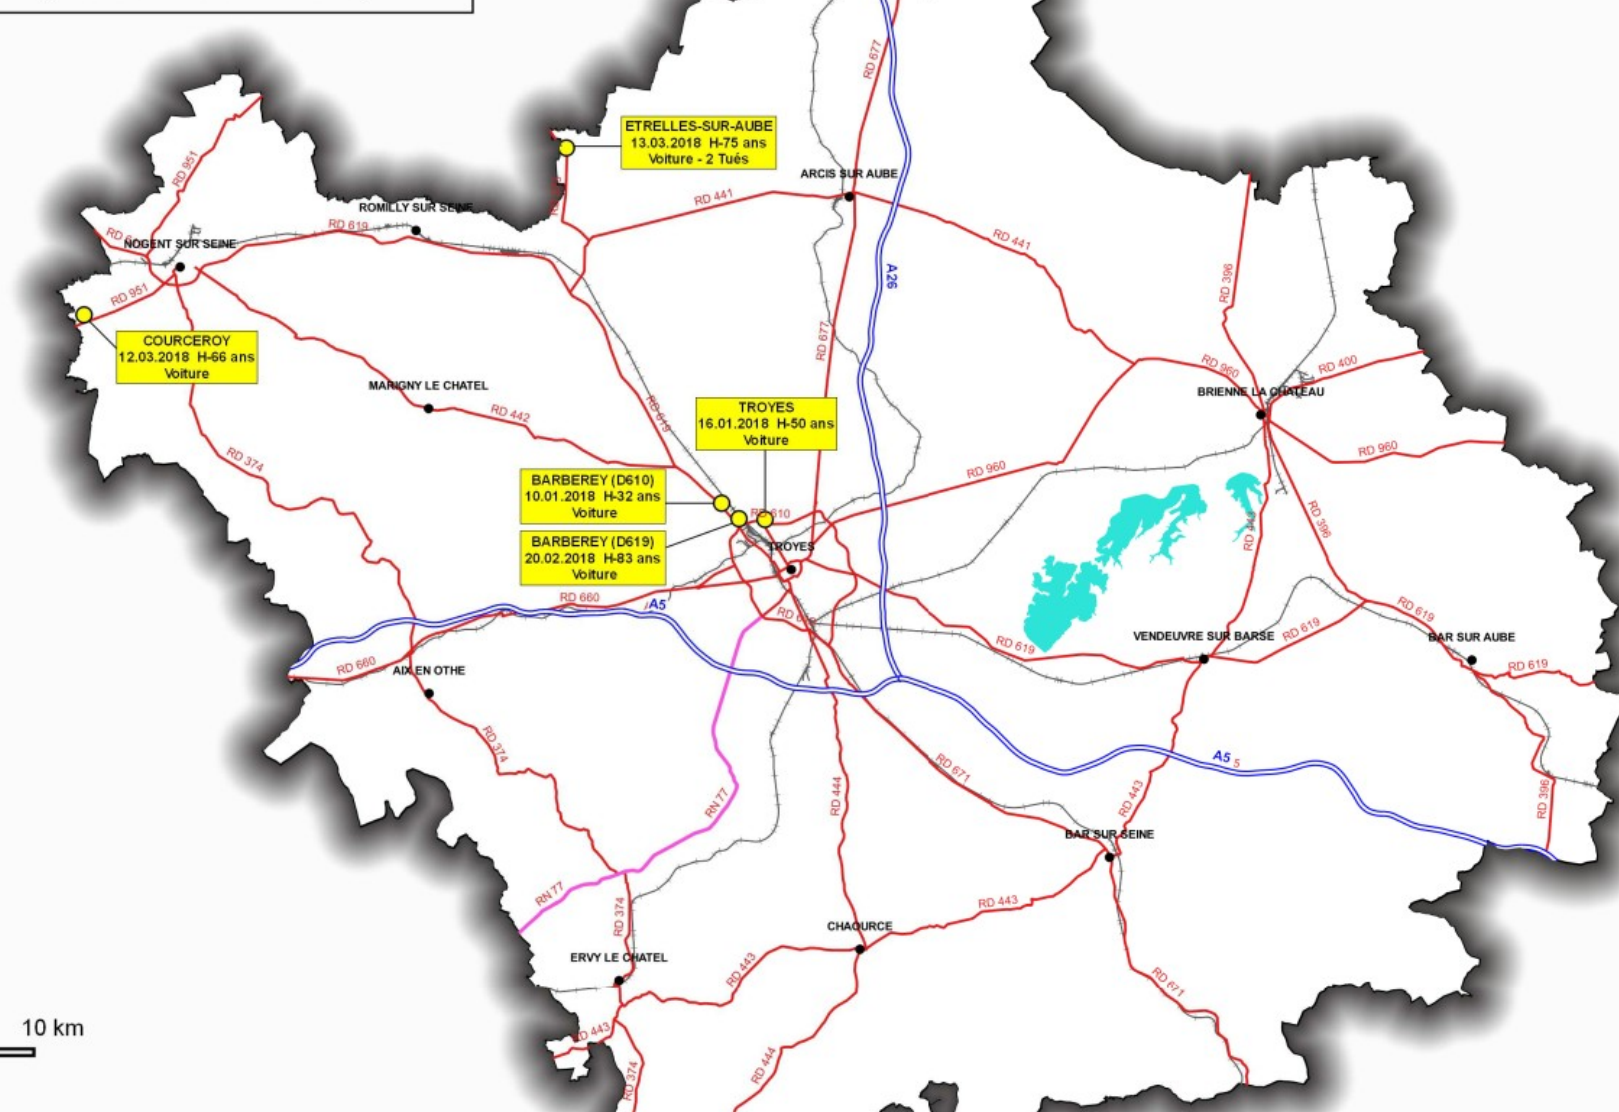 RD 677
ETRELLES-SUR-AUBE
13.03.2018 H-75 ans
Voiture - 2 Tués
RD 951
ARCIS SUR AUBE
RD 441
ROMILLY SUR SEINE
RD 619
NOGENT SUR SEINE
RD 441
A26
RD 396
RD 951
COURCEROY
12.03.2018 H-66 ans
Voiture
RD 677
RD 960
RD 400
MARIGNY LE CHATEL
BRIENNE LA CHATEAU
RD 442
RD 619
TROYES
16.01.2018 H-50 ans
Voiture
RD 374
RD 960
RD 960
BARBEREY (D610)
10.01.2018 H-32 ans
Voiture
RD 610
RD 443
RD 396
BARBEREY (D619)
20.02.2018 H-83 ans
Voiture
TROYES
RD 660
A5
RD 619
RD 619
RD 619
VENDEUVRE SUR BARSE
BAR SUR AUBE
RD 619
RD 660
AIX EN OTHE
RD 374
RD 671
A5
5
RD 444
RN 77
RD 443
RD 396
BAR SUR SEINE
RN 77
RD 374
RD 443
CHAOURCE
ERVY LE CHATEL
RD 443
RD 671
10 km
RD 443
RD 444
RD 374